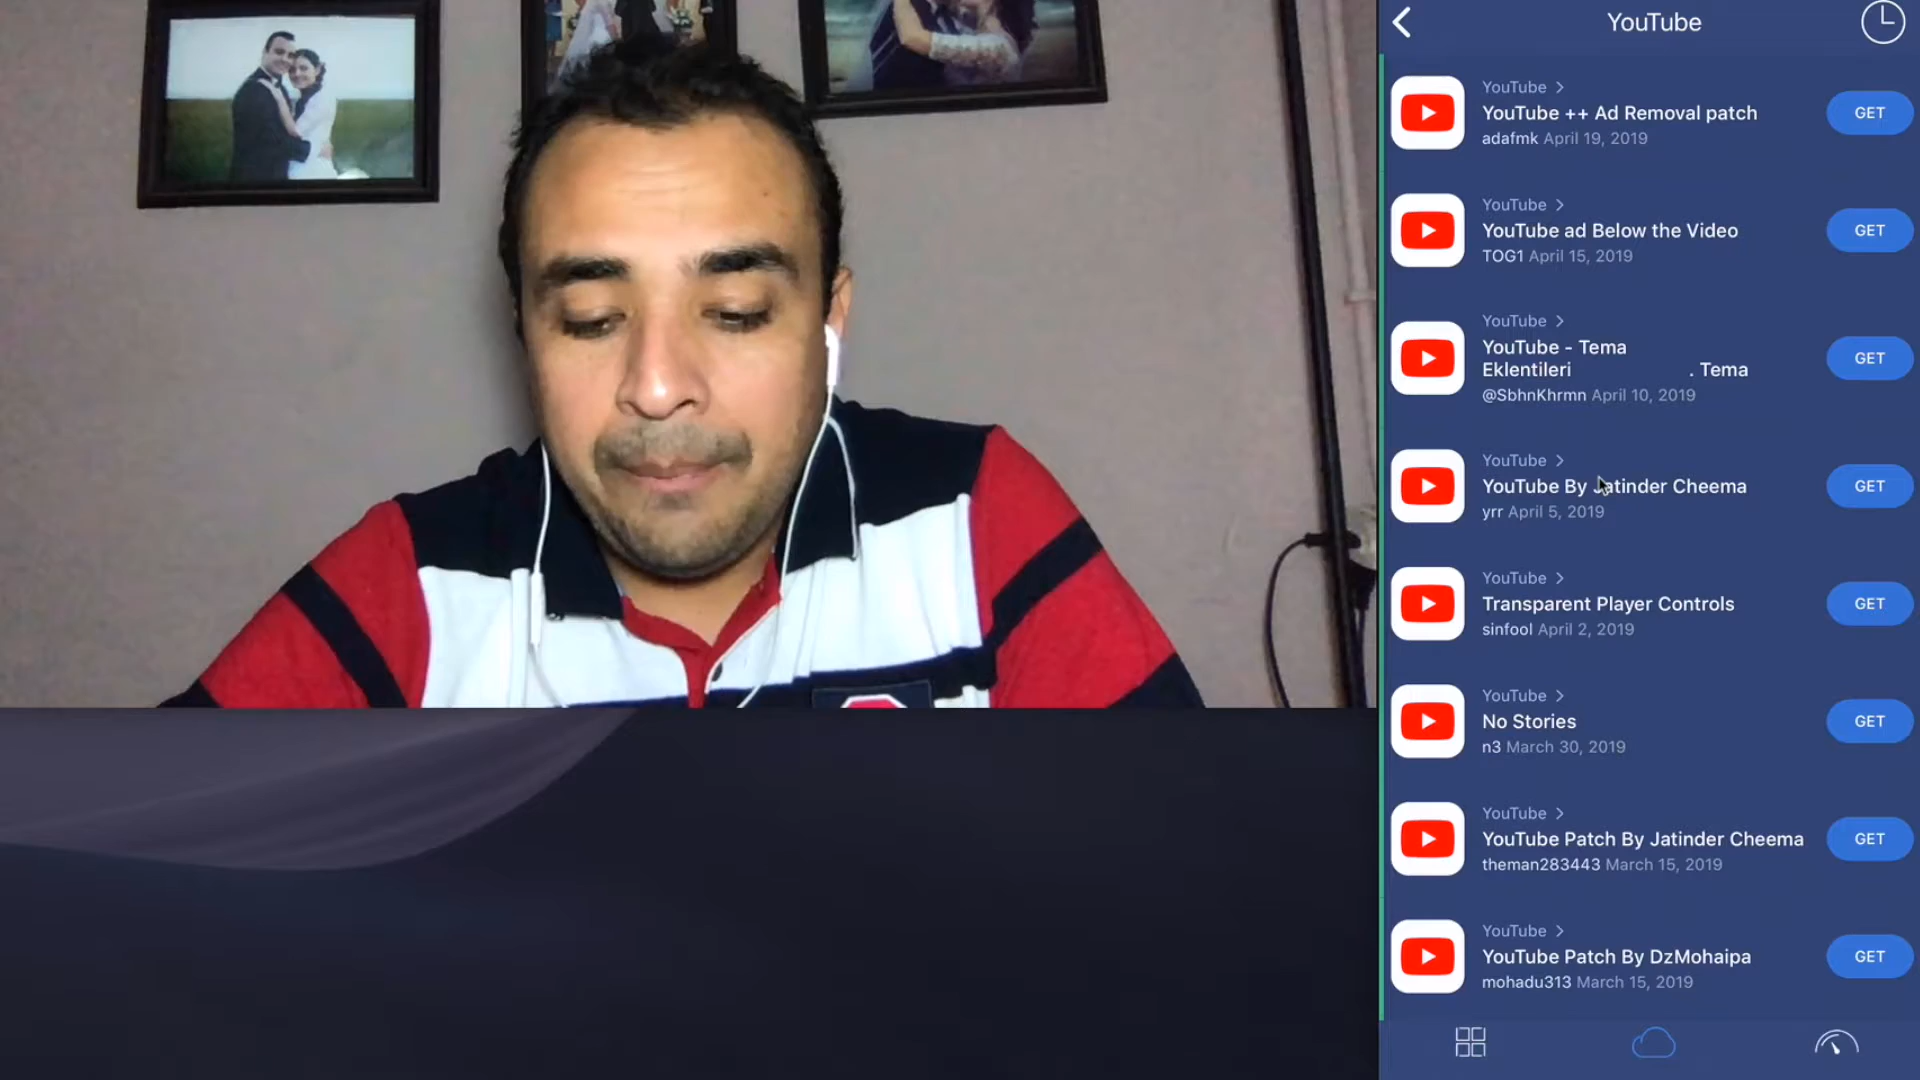 YouTube
YouTube >
YouTube ++ Ad Removal patch
adafmk April 19, 2019
GET
YouTube >
YouTube ad Below the Video
TOG1 April 15, 2019
GET
YouTube >
YouTube - Tema
Eklentileri . Tema
@SbhnKhrmn April 10, 2019
GET
YouTube >
YouTube By Jatinder Cheema
yrr April 5, 2019
GET
YouTube >
Transparent Player Controls
sinfool April 2, 2019
GET
YouTube >
No Stories
n3 March 30, 2019
GET
YouTube >
YouTube Patch By Jatinder Cheema
theman283443 March 15, 2019
GET
YouTube >
YouTube Patch By DzMohaipa
mohadu313 March 15, 2019
GET